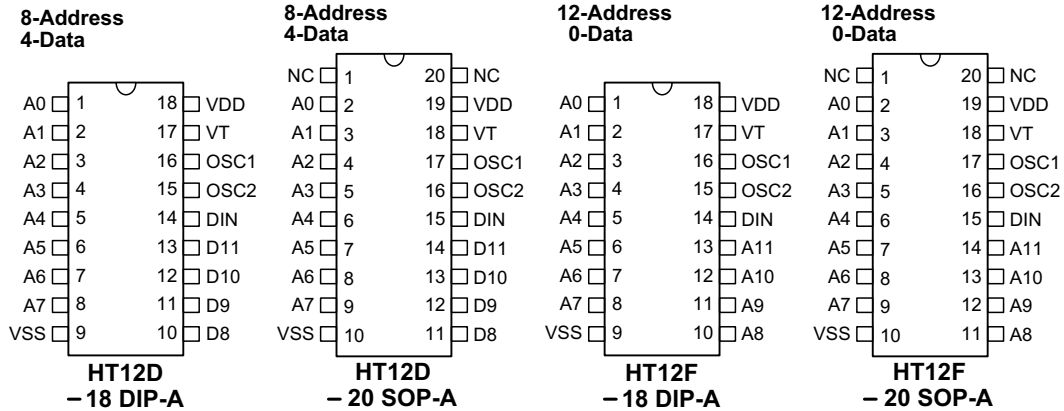 8-Address
4-Data
A0 1 18 VDD
A1 2 17 VT
A2 3 16 OSC1
A3 4 15 OSC2
A4 5 14 DIN
A5 6 13 D11
A6 7 12 D10
A7 8 11 D9
VSS 9 10 D8
HT12D
– 18 DIP-A
8-Address
4-Data
NC 1 20 NC
A0 2 19 VDD
A1 3 18 VT
A2 4 17 OSC1
A3 5 16 OSC2
A4 6 15 DIN
A5 7 14 D11
A6 8 13 D10
A7 9 12 D9
VSS 10 11 D8
HT12D
– 20 SOP-A
12-Address
0-Data
A0 1 18 VDD
A1 2 17 VT
A2 3 16 OSC1
A3 4 15 OSC2
A4 5 14 DIN
A5 6 13 A11
A6 7 12 A10
A7 8 11 A9
VSS 9 10 A8
HT12F
– 18 DIP-A
12-Address
0-Data
NC 1 20 NC
A0 2 19 VDD
A1 3 18 VT
A2 4 17 OSC1
A3 5 16 OSC2
A4 6 15 DIN
A5 7 14 A11
A6 8 13 A10
A7 9 12 A9
VSS 10 11 A8
HT12F
– 20 SOP-A